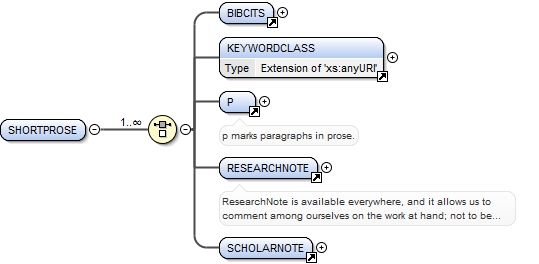 BIBCITS
KEYWORDCLASS
Type Extension of 'xs:anyURI'
P
p marks paragraphs in prose.
SHORTPROSE
1..∞
RESEARCHNOTE
ResearchNote is available everywhere, and it allows us to
comment among ourselves on the work at hand; not to be...
SCHOLARNOTE